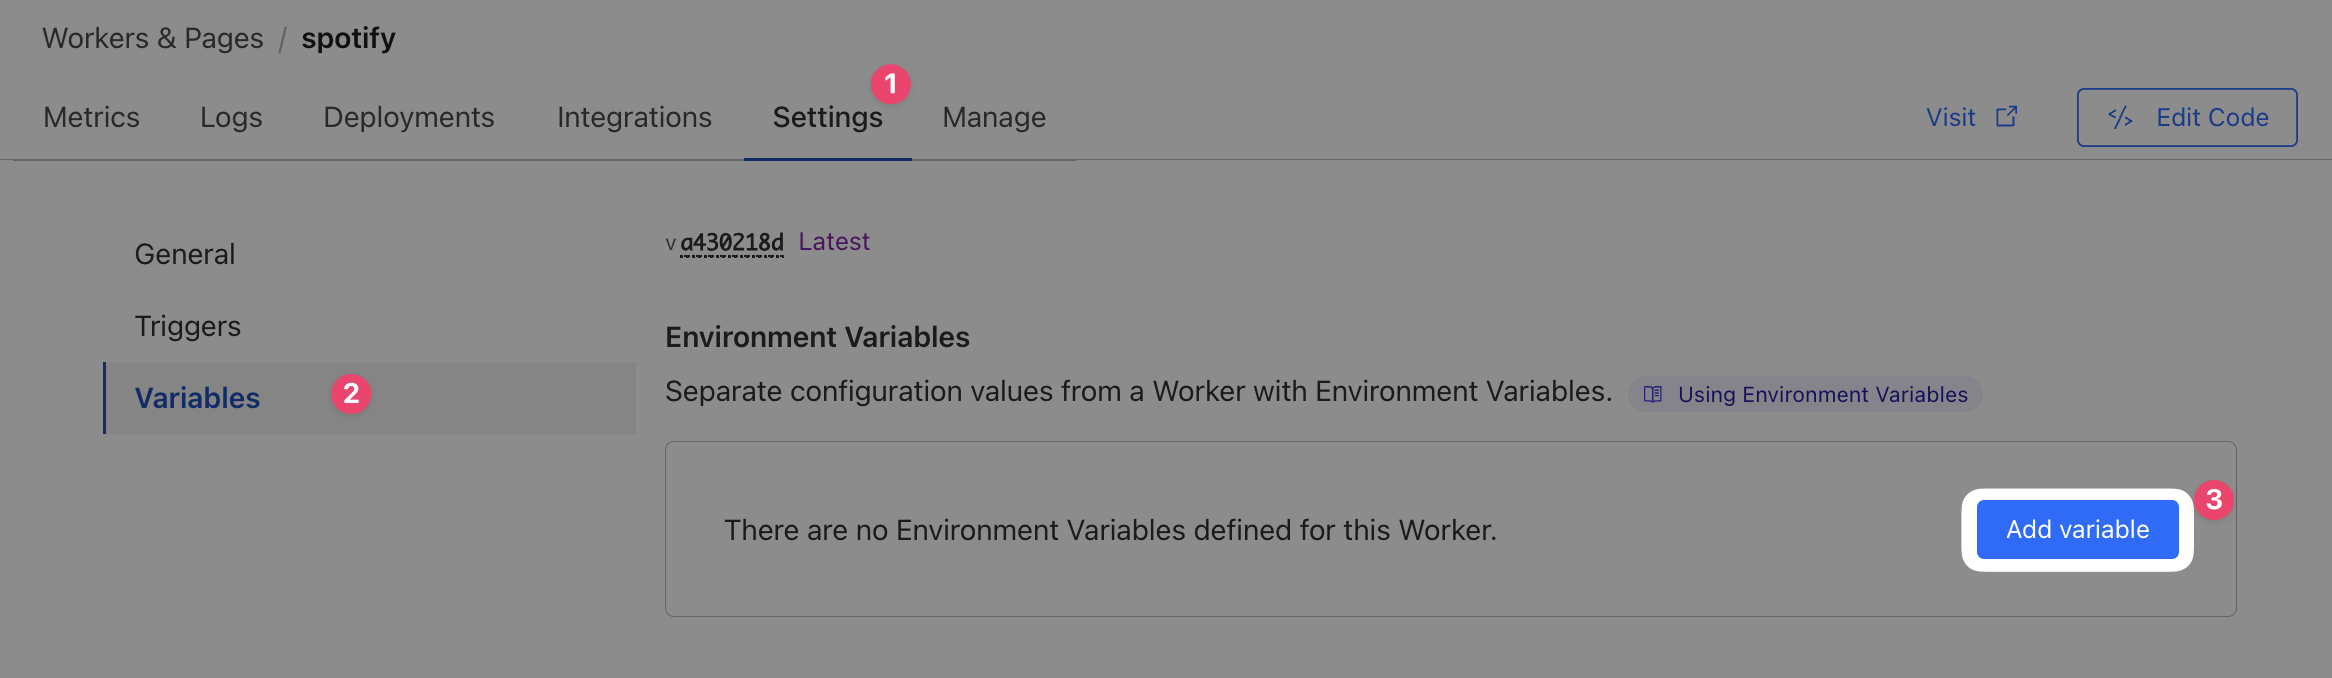 Workers & Pages / spotify
1
Metrics Logs Deployments Integrations Settings Manage Visit </> Edit Code
General
v a430218d Latest
Triggers
Environment Variables
Variables 2
Separate configuration values from a Worker with Environment Variables. Using Environment Variables
3
There are no Environment Variables defined for this Worker. Add variable